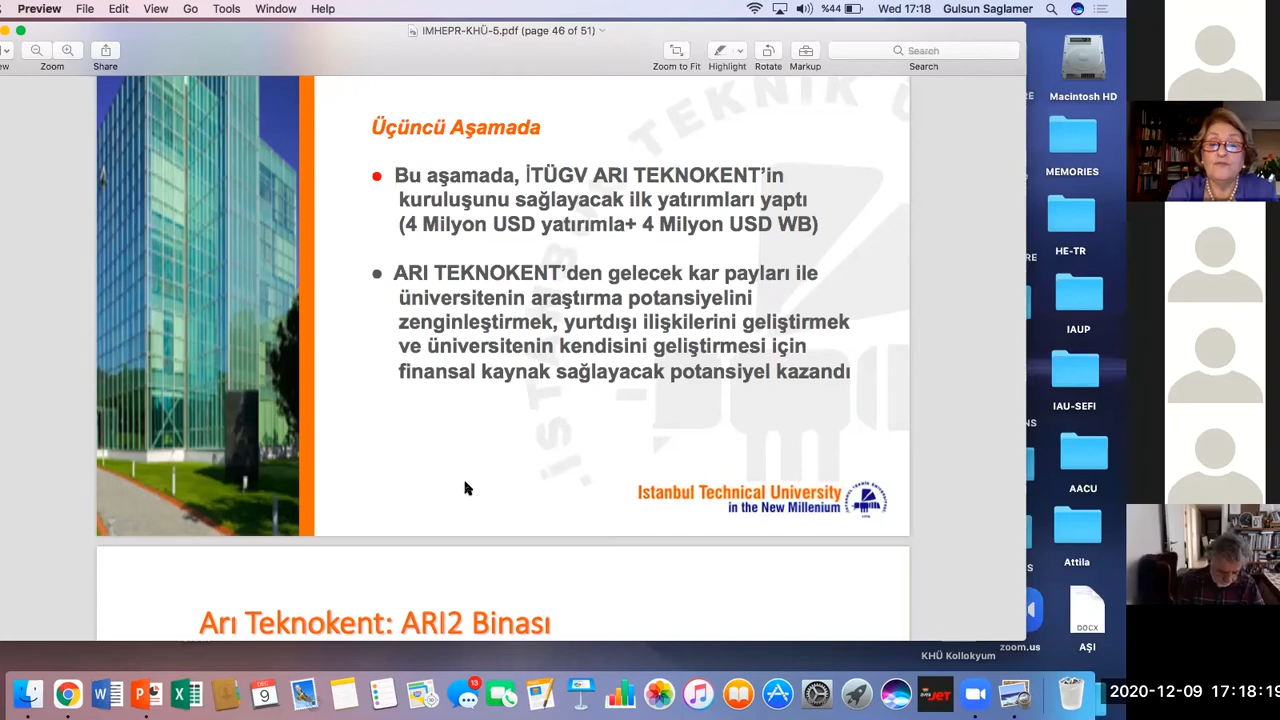 Preview File Edit View Go Tools Window Help %44 Wed 17:18 Gulsun Saglamer
IMHEPR-KHÜ-5.pdf (page 46 of 51)
Zoom Share Zoom to Fit Highlight Rotate Markup Search
Search
Üçüncü Aşamada
Bu aşamada, İTÜGV ARI TEKNOKENT’in
kuruluşunu sağlayacak ilk yatırımları yaptı
(4 Milyon USD yatırımla+ 4 Milyon USD WB)
ARI TEKNOKENT’den gelecek kar payları ile
üniversitenin araştırma potansiyelini
zenginleştirmek, yurtdışı ilişkilerini geliştirmek
ve üniversitenin kendisini geliştirmesi için
finansal kaynak sağlayacak potansiyel kazandı
Istanbul Technical University
in the New Millenium
Arı Teknokent: ARI2 Binası
Macintosh HD
MEMORIES
HE-TR
IAUP
IAU-SEFI
AACU
Attila
DOCX
zoom.us
AŞI
KHÜ Kollokyum
DEC
9
13
JET
2020-12-09 17:18:19